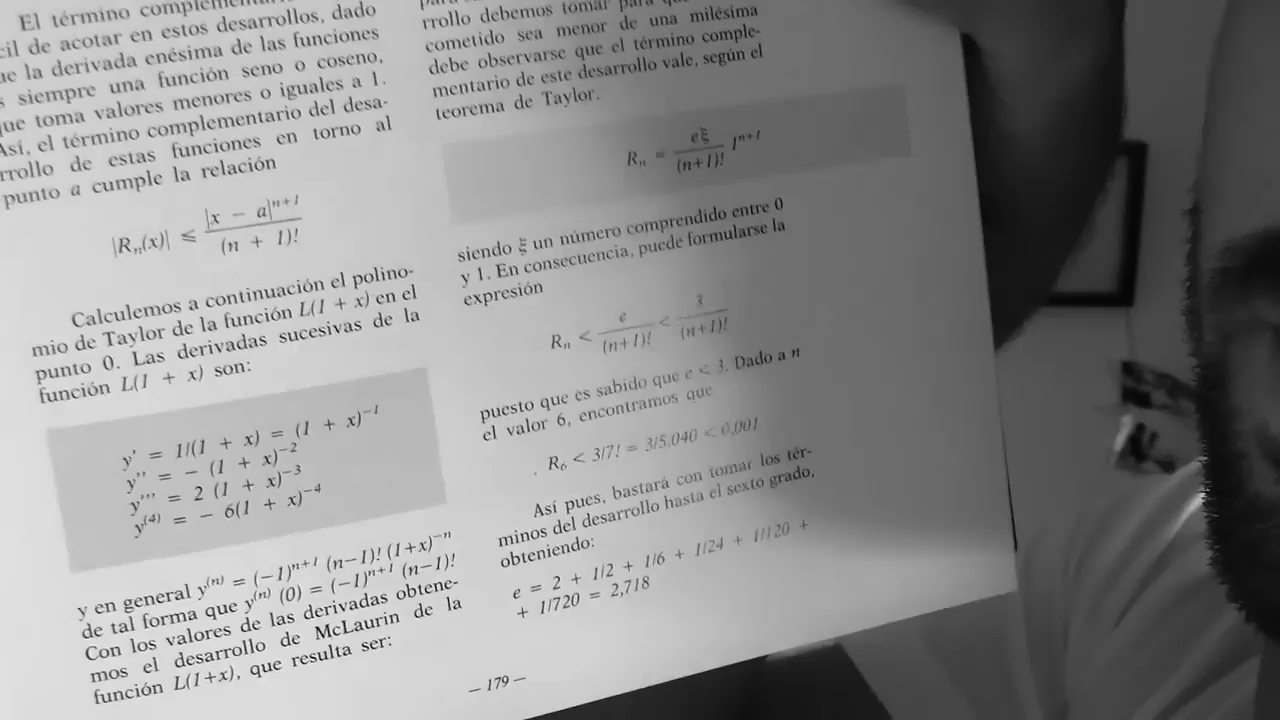 El término
cil de acotar en estos desarrollos, dado
ue la derivada enésima de las funciones
s siempre una función seno o coseno,
que toma valores menores o iguales a 1.
Así, el término complementario del desa-
rrollo de estas funciones en torno al
punto a cumple la relación
|Rₙ(x)| ≤ |x − a|ⁿ⁺¹ / (n + 1)!
Calculemos a continuación el polino-
mio de Taylor de la función L(1 + x) en el
punto 0. Las derivadas sucesivas de la
función L(1 + x) son:
y' = 1/(1 + x) = (1 + x)⁻¹
y'' = − (1 + x)⁻²
y''' = 2 (1 + x)⁻³
y⁽⁴⁾ = − 6(1 + x)⁻⁴
y en general y⁽ⁿ⁾ = (−1)ⁿ⁺¹ (n−1)! (1+x)⁻ⁿ
de tal forma que y⁽ⁿ⁾ (0) = (−1)ⁿ⁺¹ (n−1)!
Con los valores de las derivadas obtene-
mos el desarrollo de McLaurin de la
función L(1+x), que resulta ser:
rrollo debemos tomar para
cometido sea menor de una milésima
debe observarse que el término comple-
mentario de este desarrollo vale, según el
teorema de Taylor.
Rₙ = eξ / (n+1)! 1ⁿ⁺¹
siendo ξ un número comprendido entre 0
y 1. En consecuencia, puede formularse la
expresión
Rₙ < e / (n+1)! < 3 / (n+1)!
puesto que es sabido que e < 3. Dado a n
el valor 6, encontramos que
R₆ < 3/7! = 3/5.040 < 0,001
Así pues, bastará con tomar los tér-
minos del desarrollo hasta el sexto grado,
obteniendo:
e = 2 + 1/2 + 1/6 + 1/24 + 1/120 +
+ 1/720 = 2,718
— 179 —